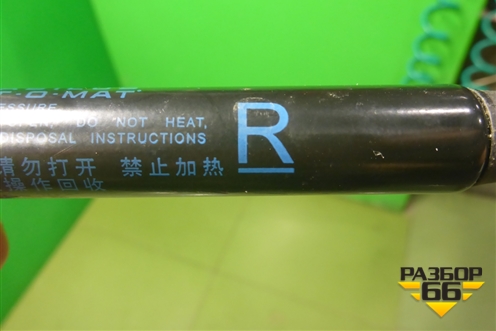 -O-MAT
DO NOT HEAT,
DISPOSAL INSTRUCTIONS
请勿打开 禁止加热
操作回收
R
РАЗБОР
66